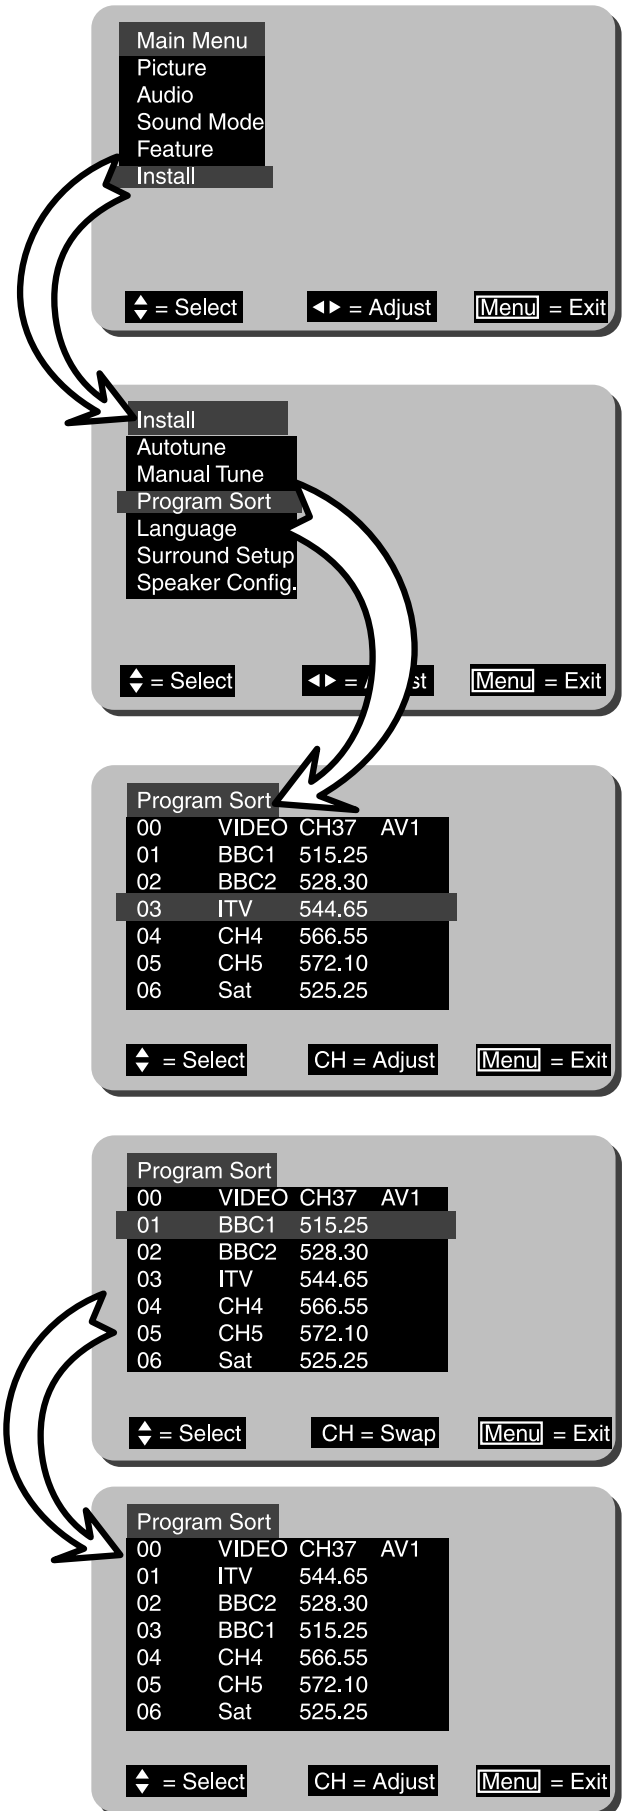 Main Menu
Picture
Audio
Sound Mode
Feature
Install
= Select = Adjust Menu = Exit
Install
Autotune
Manual Tune
Program Sort
Language
Surround Setup
Speaker Config.
= Select = st Menu = Exit
Program Sort
00 VIDEO CH37 AV1
01 BBC1 515.25
02 BBC2 528.30
03 ITV 544.65
04 CH4 566.55
05 CH5 572.10
06 Sat 525.25
= Select CH = Adjust Menu = Exit
Program Sort
00 VIDEO CH37 AV1
01 BBC1 515.25
02 BBC2 528.30
03 ITV 544.65
04 CH4 566.55
05 CH5 572.10
06 Sat 525.25
= Select CH = Swap Menu = Exit
Program Sort
00 VIDEO CH37 AV1
01 ITV 544.65
02 BBC2 528.30
03 BBC1 515.25
04 CH4 566.55
05 CH5 572.10
06 Sat 525.25
= Select CH = Adjust Menu = Exit